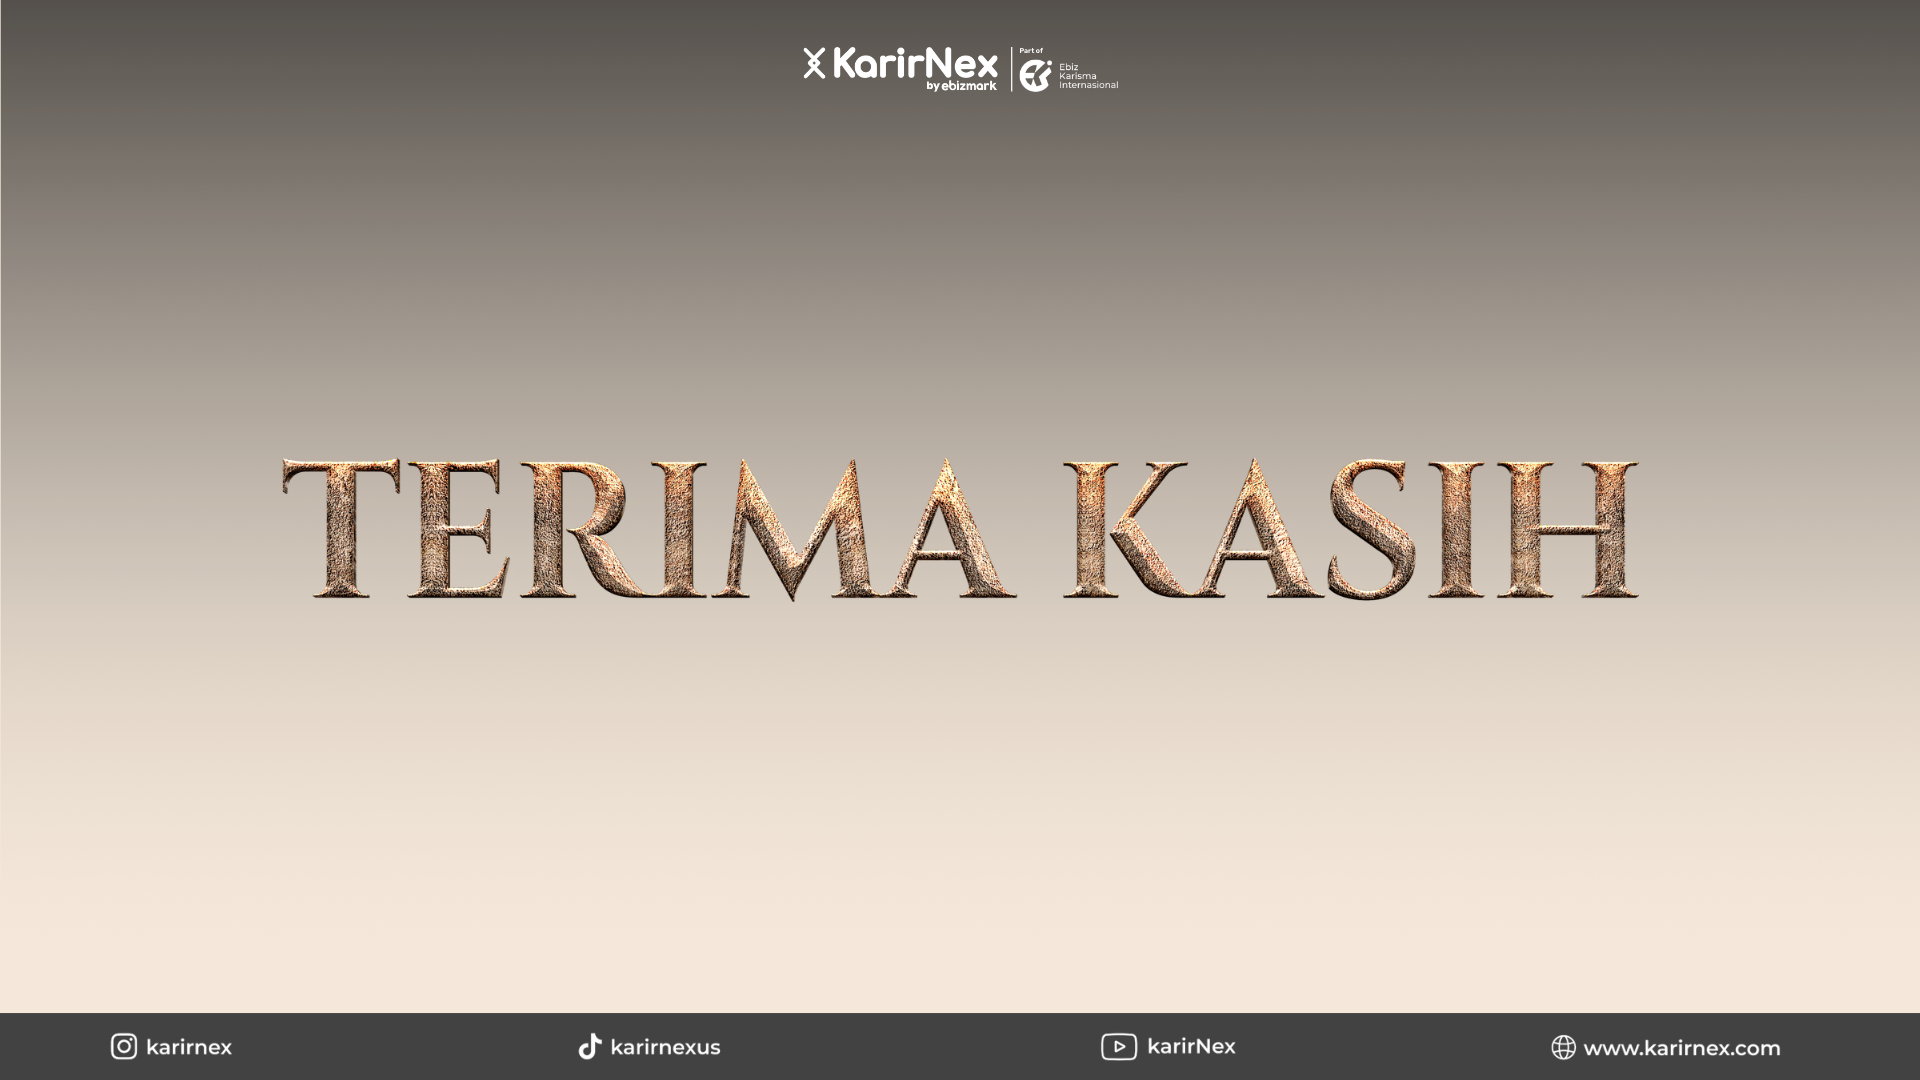 KarirNex
by ebizmark
Part of
Ebiz
Karisma
Internasional
TERIMA KASIH
karirnex
karirnexus
karirNex
www.karirnex.com